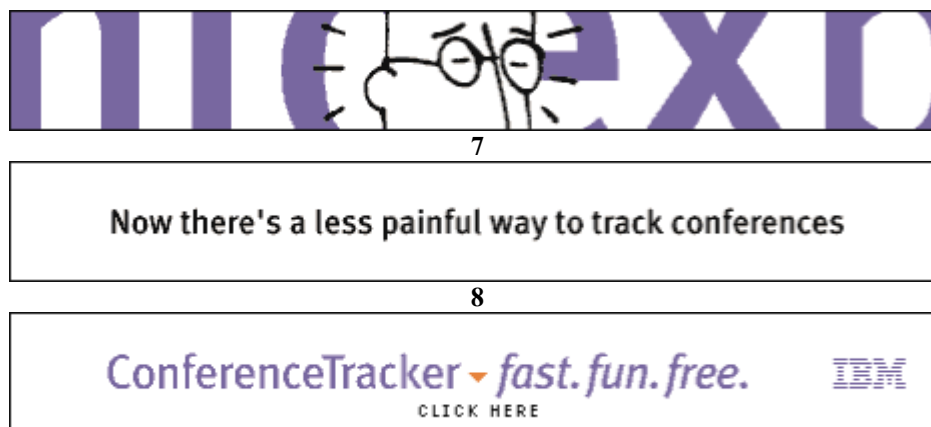 7
Now there's a less painful way to track conferences
8
ConferenceTracker fast. fun. free. IBM
CLICK HERE